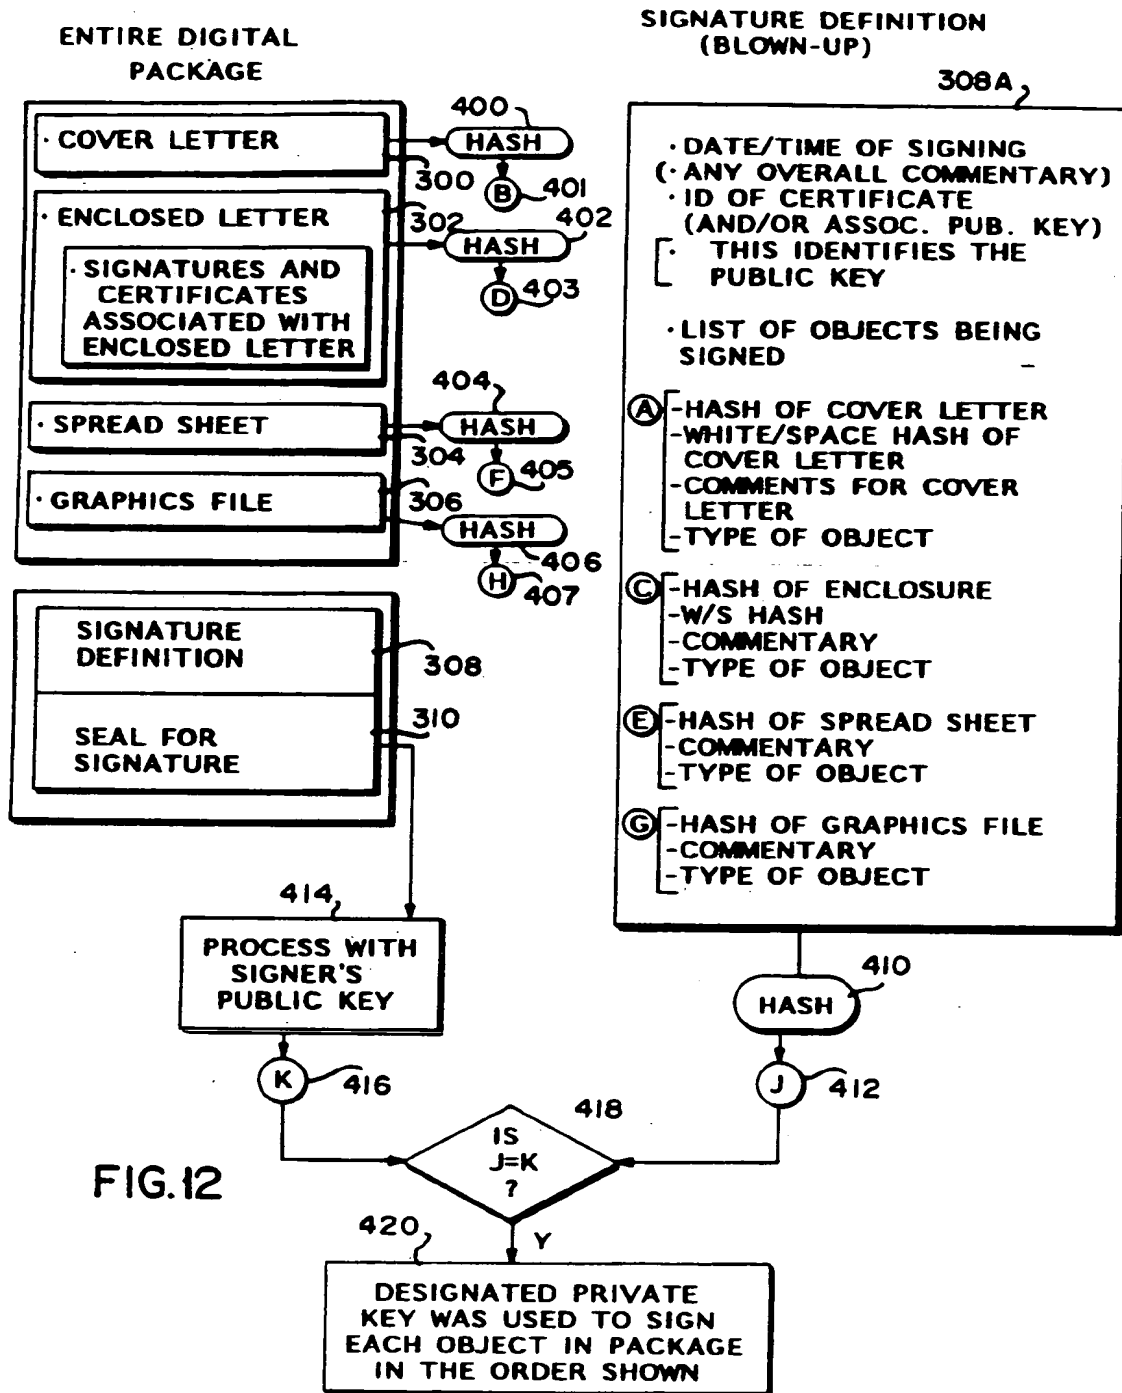 ENTIRE DIGITAL
PACKAGE
· COVER LETTER
300
400
HASH
B
401
· ENCLOSED LETTER
302
402
HASH
D
403
· SIGNATURES AND
CERTIFICATES
ASSOCIATED WITH
ENCLOSED LETTER
404
· SPREAD SHEET
304
HASH
F
405
· GRAPHICS FILE
306
HASH
406
H
407
SIGNATURE
DEFINITION
308
SEAL FOR
SIGNATURE
310
SIGNATURE DEFINITION
(BLOWN-UP)
308A
· DATE/TIME OF SIGNING
(· ANY OVERALL COMMENTARY)
· ID OF CERTIFICATE
(AND/OR ASSOC. PUB. KEY)
· THIS IDENTIFIES THE
PUBLIC KEY
· LIST OF OBJECTS BEING
SIGNED
A
-HASH OF COVER LETTER
-WHITE/SPACE HASH OF
COVER LETTER
-COMMENTS FOR COVER
LETTER
-TYPE OF OBJECT
C
-HASH OF ENCLOSURE
-W/S HASH
-COMMENTARY
-TYPE OF OBJECT
E
-HASH OF SPREAD SHEET
-COMMENTARY
-TYPE OF OBJECT
G
-HASH OF GRAPHICS FILE
-COMMENTARY
-TYPE OF OBJECT
414
PROCESS WITH
SIGNER'S
PUBLIC KEY
K
416
410
HASH
J
412
418
IS
J=K
?
FIG.12
420
Y
DESIGNATED PRIVATE
KEY WAS USED TO SIGN
EACH OBJECT IN PACKAGE
IN THE ORDER SHOWN